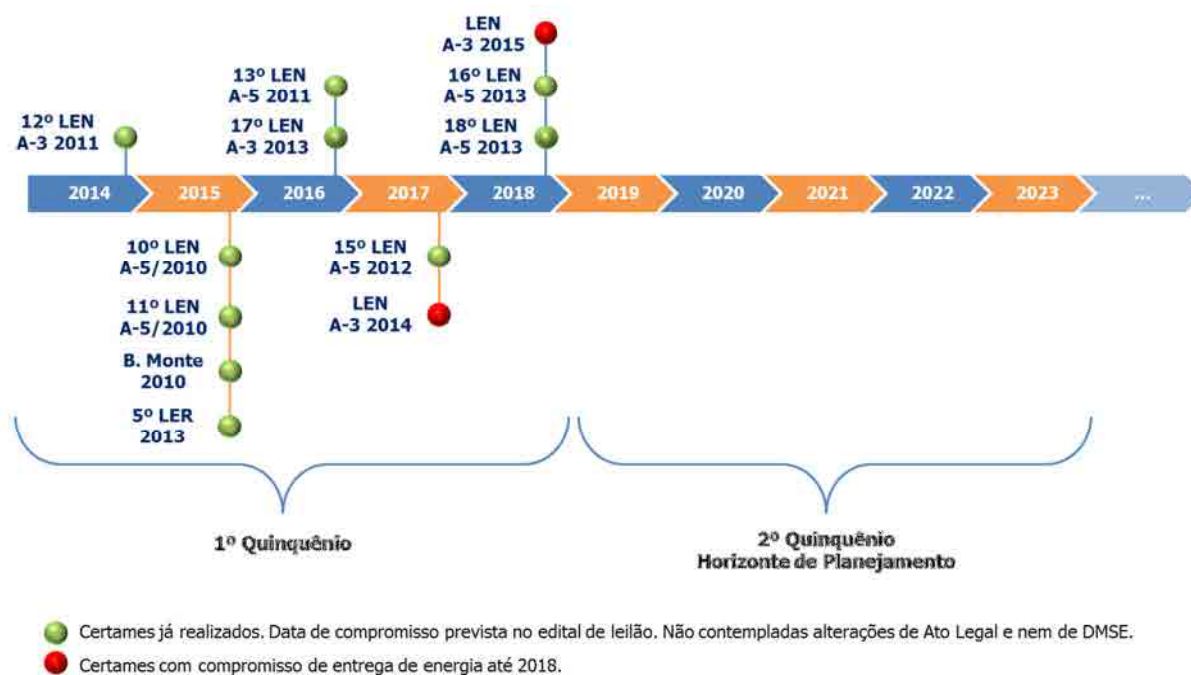 LEN
A-3 2015
13º LEN
A-5 2011
16º LEN
A-5 2013
12º LEN
A-3 2011
17º LEN
A-3 2013
18º LEN
A-5 2013
2014 2015 2016 2017 2018 2019 2020 2021 2022 2023 ...
10º LEN
A-5/2010
15º LEN
A-5 2012
11º LEN
A-5/2010
LEN
A-3 2014
B. Monte
2010
5º LER
2013
1º Quinquênio
2º Quinquênio
Horizonte de Planejamento
Certames já realizados. Data de compromisso prevista no edital de leilão. Não contempladas alterações de Ato Legal e nem de DMSE.
Certames com compromisso de entrega de energia até 2018.